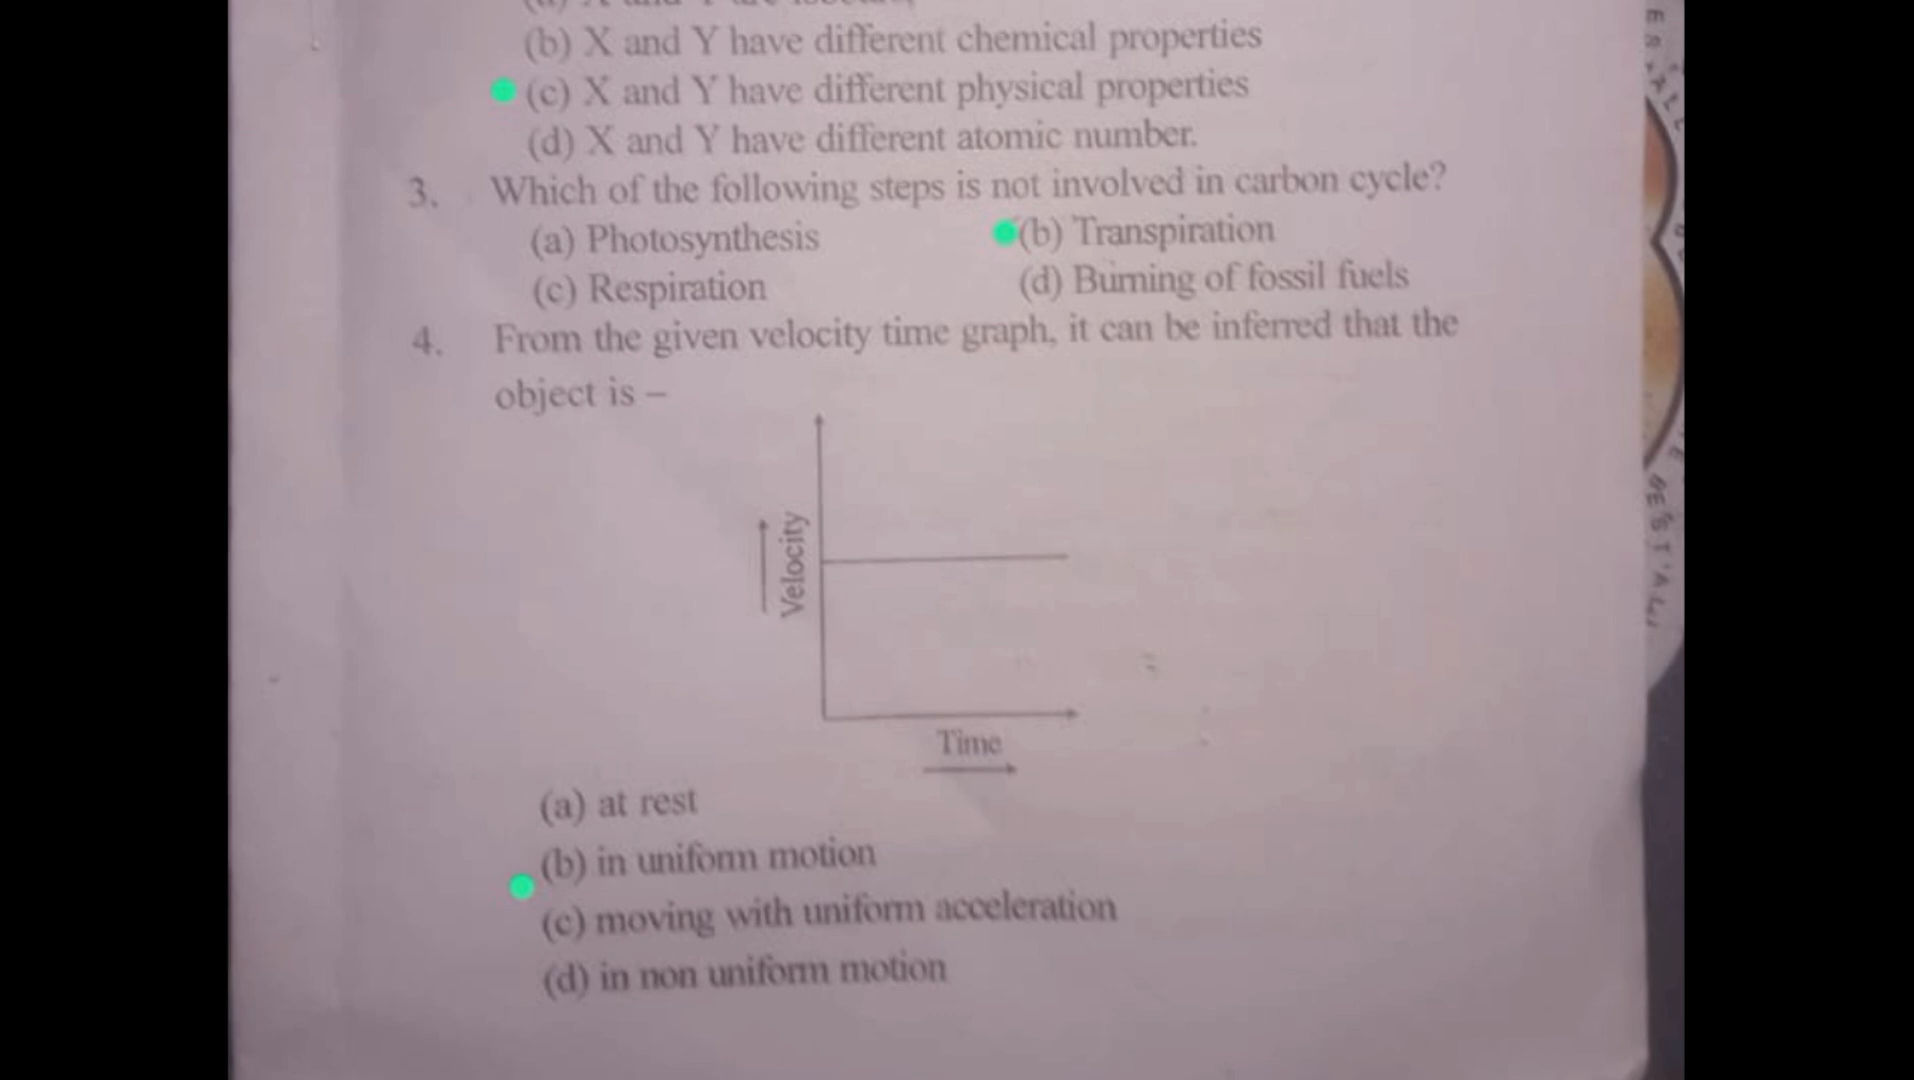 (b) X and Y have different chemical properties
(c) X and Y have different physical properties
(d) X and Y have different atomic number.
3. Which of the following steps is not involved in carbon cycle?
(a) Photosynthesis (b) Transpiration
(c) Respiration (d) Burning of fossil fuels
4. From the given velocity time graph, it can be inferred that the
object is –
Velocity
Time
(a) at rest
(b) in uniform motion
(c) moving with uniform acceleration
(d) in non uniform motion